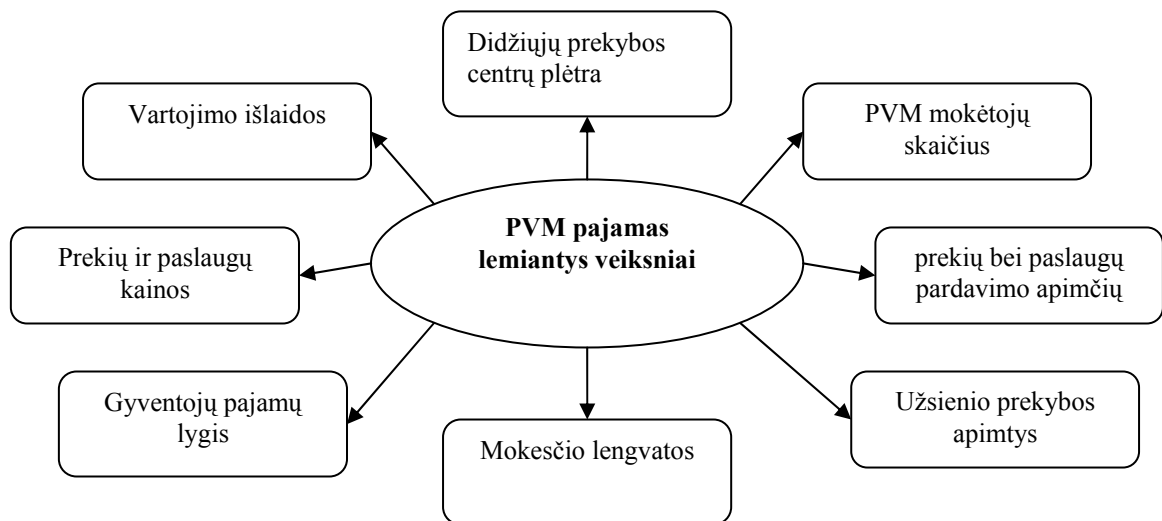 Didžiųjų prekybos
centrų plėtra
Vartojimo išlaidos
PVM mokėtojų
skaičius
PVM pajamas
lemiantys veiksniai
Prekių ir paslaugų
kainos
prekių bei paslaugų
pardavimo apimčių
Gyventojų pajamų
lygis
Mokesčio lengvatos
Užsienio prekybos
apimtys